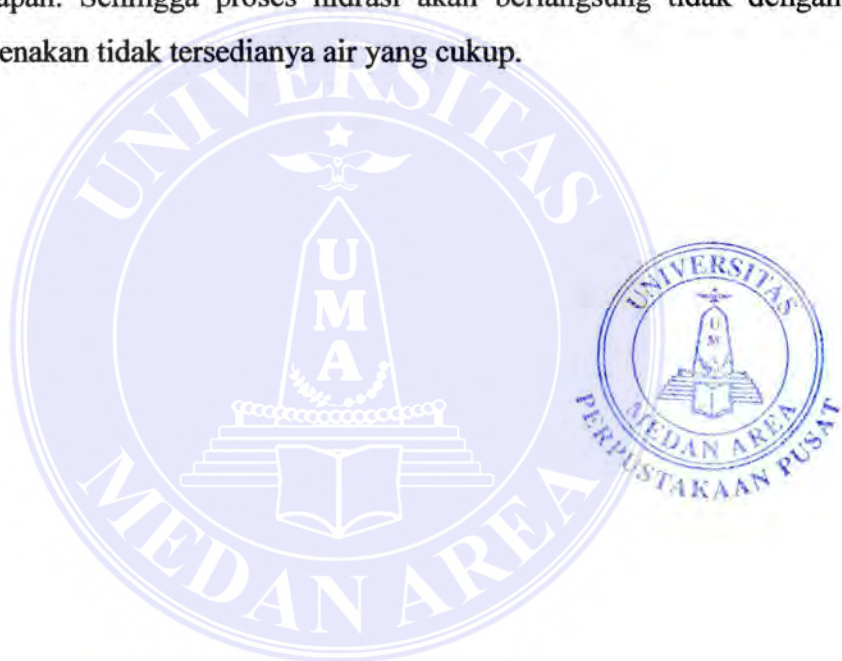 apan. Sehingga proses hidrasi akan berlangsung tidak dengan
enakan tidak tersedianya air yang cukup.
UNIVERSITAS
UMA
MEDAN AREA
UNIVERSITAS
UMA
MEDAN AREA
PERPUSTAKAAN PUSAT